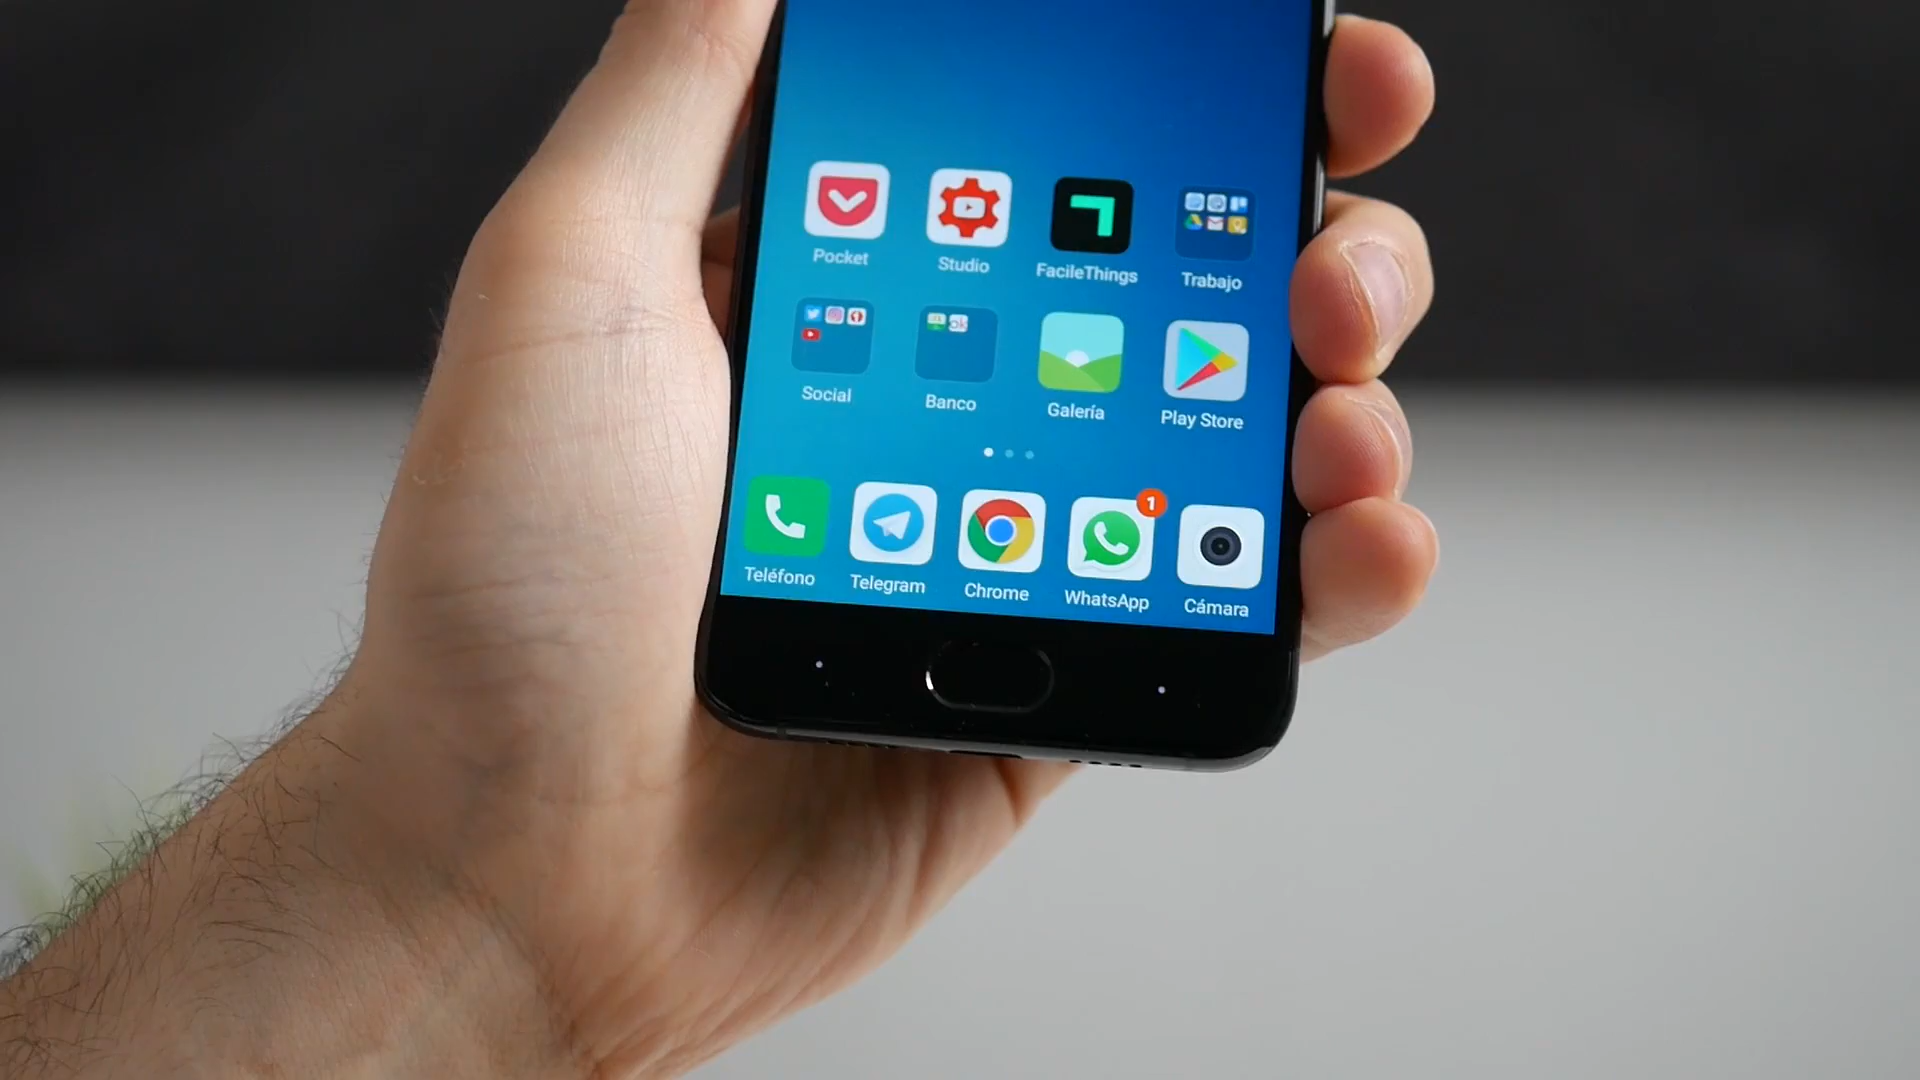 Pocket
Studio
FacileThings
Trabajo
Social
Banco
Galería
Play Store
Teléfono
Telegram
Chrome
WhatsApp
1
Cámara